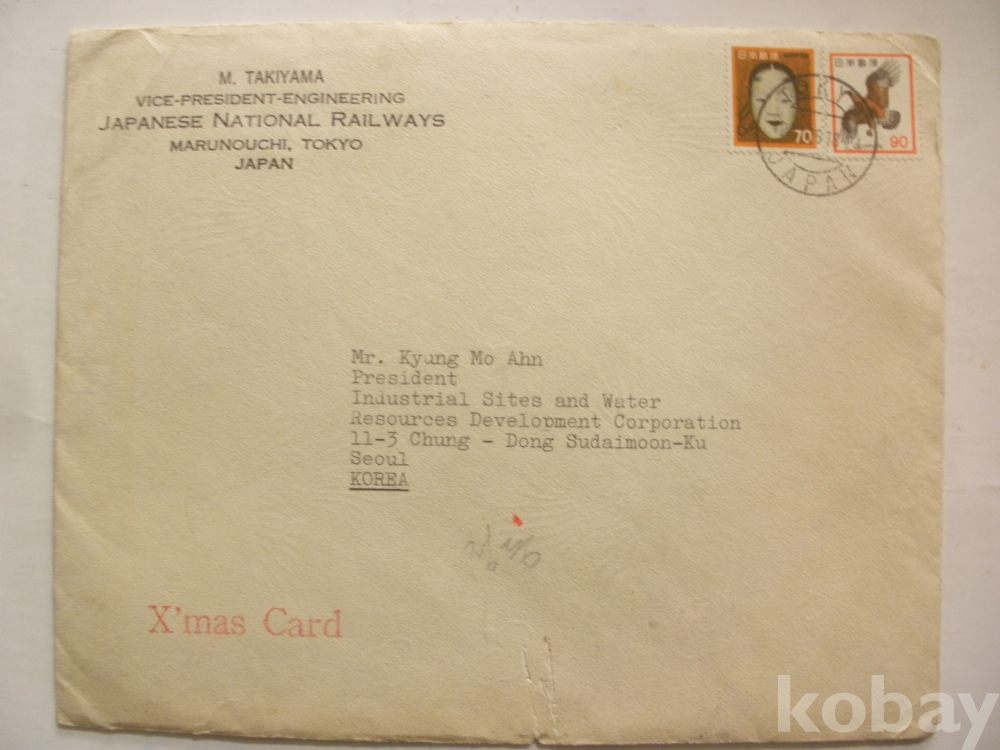 M. TAKIYAMA
VICE-PRESIDENT-ENGINEERING
JAPANESE NATIONAL RAILWAYS
MARUNOUCHI, TOKYO
JAPAN
日本郵便 NIPPON
70
日本郵便
90
JAPAN
Mr. Kyung Mo Ahn
President
Industrial Sites and Water
Resources Development Corporation
11-3 Chung - Dong Sudaimoon-Ku
Seoul
KOREA
X'mas Card
kobay